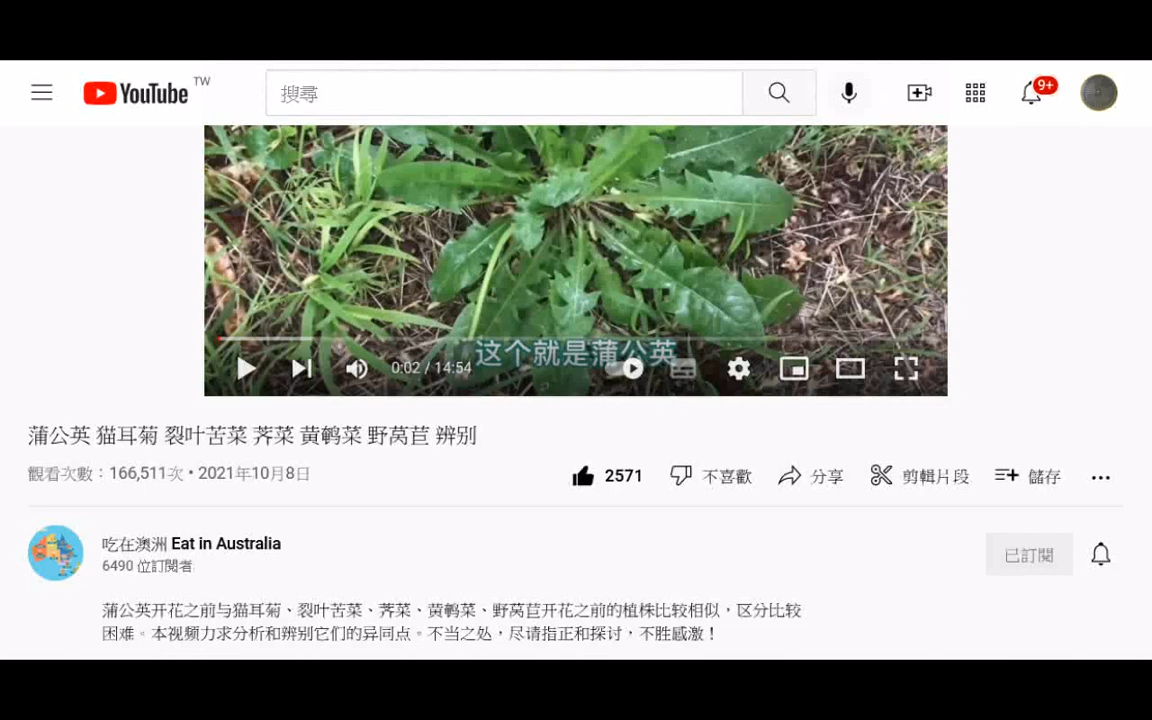 YouTube TW
搜尋
9+
这个就是蒲公英
0:02 / 14:54
蒲公英 猫耳菊 裂叶苦菜 荠菜 黄鹌菜 野莴苣 辨别
觀看次數：166,511次 • 2021年10月8日
2571 不喜歡 分享 剪輯片段 儲存
吃在澳洲 Eat in Australia
6490 位訂閱者
已訂閱
蒲公英开花之前与猫耳菊、裂叶苦菜、荠菜、黄鹌菜、野莴苣开花之前的植株比较相似，区分比较
困难。本视频力求分析和辨别它们的异同点。不当之处，尽请指正和探讨，不胜感激！